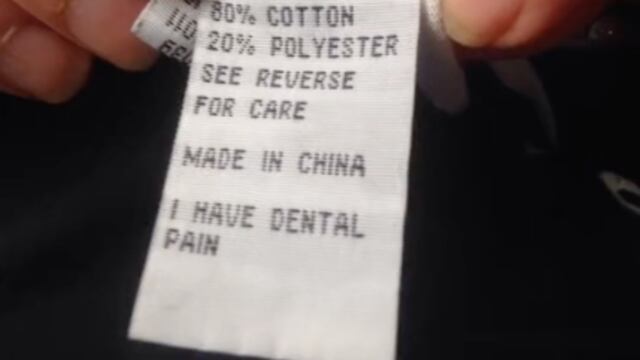 80% COTTON
20% POLYESTER
SEE REVERSE
FOR CARE
MADE IN CHINA
I HAVE DENTAL
PAIN